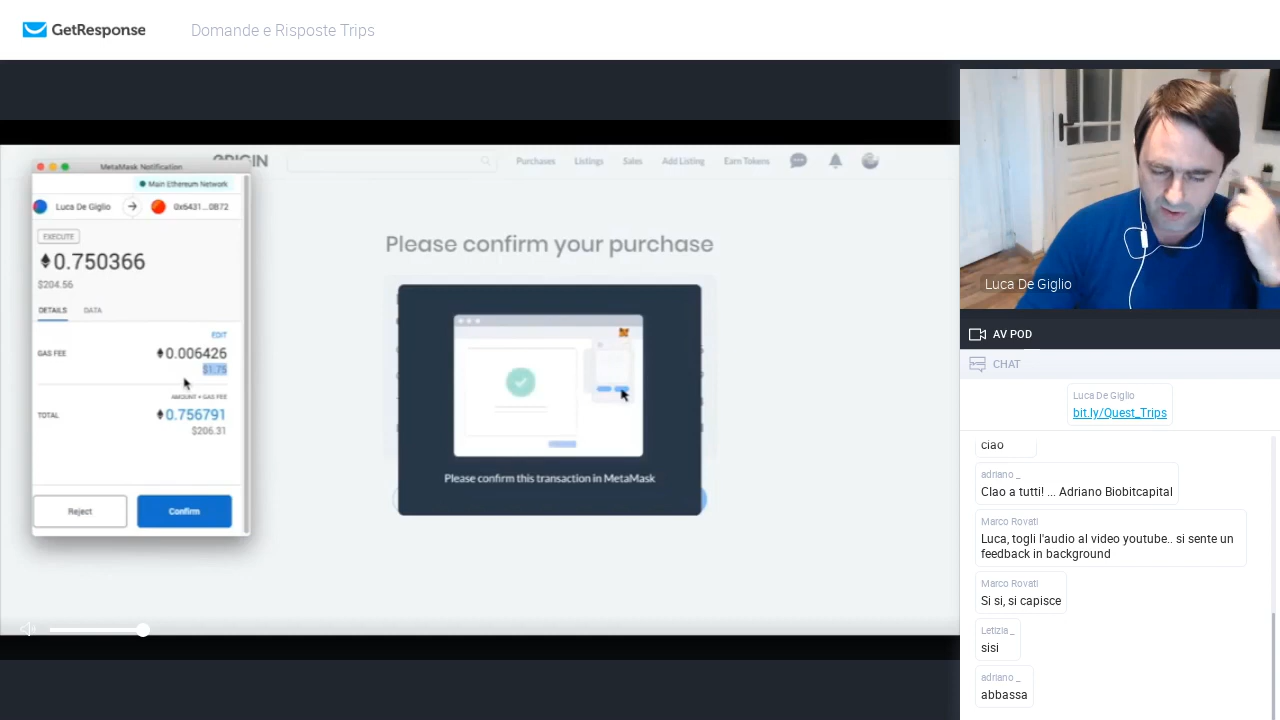 GetResponse
Domande e Risposte Trips
MetaMask Notification
Main Ethereum Network
Luca De Giglio
0x6431...0B72
EXECUTE
0.750366
$204.56
DETAILS
DATA
EDIT
GAS FEE
0.006426
$1.75
AMOUNT + GAS FEE
TOTAL
0.756791
$206.31
Reject
Confirm
ORIGIN
Purchases
Listings
Sales
Add Listing
Earn Tokens
Please confirm your purchase
Please confirm this transaction in MetaMask
Luca De Giglio
AV POD
CHAT
Luca De Giglio
bit.ly/Quest_Trips
ciao
adriano _
CIao a tutti! ... Adriano Biobitcapital
Marco Rovati
Luca, togli l'audio al video youtube.. si sente un
feedback in background
Marco Rovati
Si si, si capisce
Letizia _
sisi
adriano _
abbassa